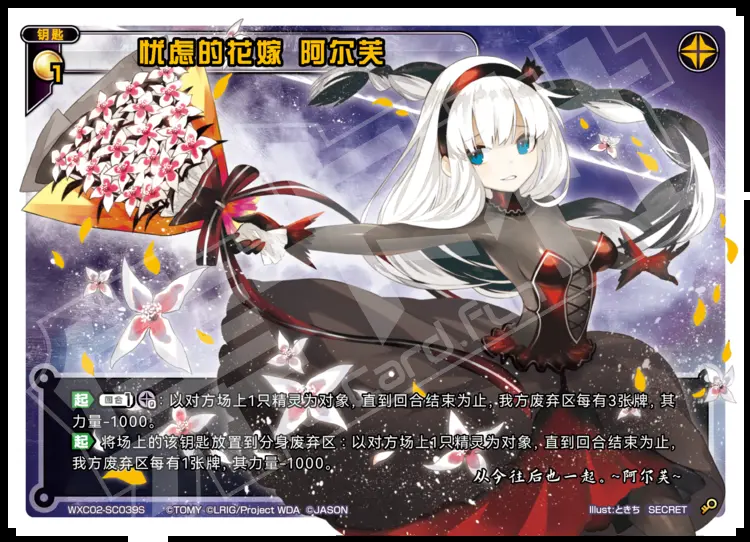 钥匙
1
忧虑的花嫁 阿尔芙
起 回合1 0：以对方场上1只精灵为对象，直到回合结束为止，我方废弃区每有3张牌，其
力量-1000。
起 将场上的该钥匙放置到分身废弃区：以对方场上1只精灵为对象，直到回合结束为止，
我方废弃区每有1张牌，其力量-1000。
从今往后也一起。~阿尔芙~
WXC02-SC039S ©TOMY ©LRIG/Project WDA ©JASON Illust:ときち SECRET